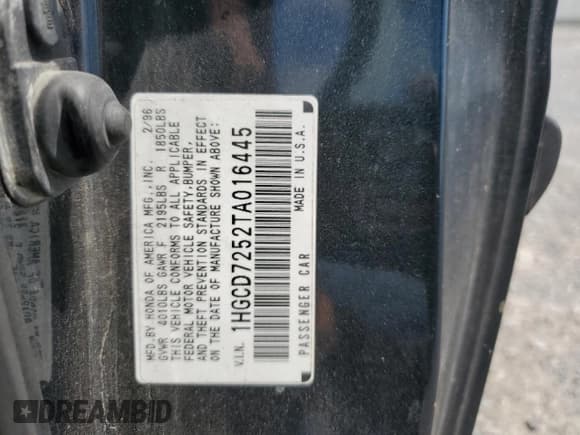 MFD.BY HONDA OF AMERICA MFG.,INC. 2/96
GVWR 4010LBS GAWR F 2195LBS R 1850LBS
THIS VEHICLE CONFORMS TO ALL APPLICABLE
FEDERAL MOTOR VEHICLE SAFETY,BUMPER,
AND THEFT PREVENTION STANDARDS IN EFFECT
ON THE DATE OF MANUFACTURE SHOWN ABOVE:
V.I.N. 1HGCD7252TA016445
PASSENGER CAR MADE IN U.S.A.
DREAMBID